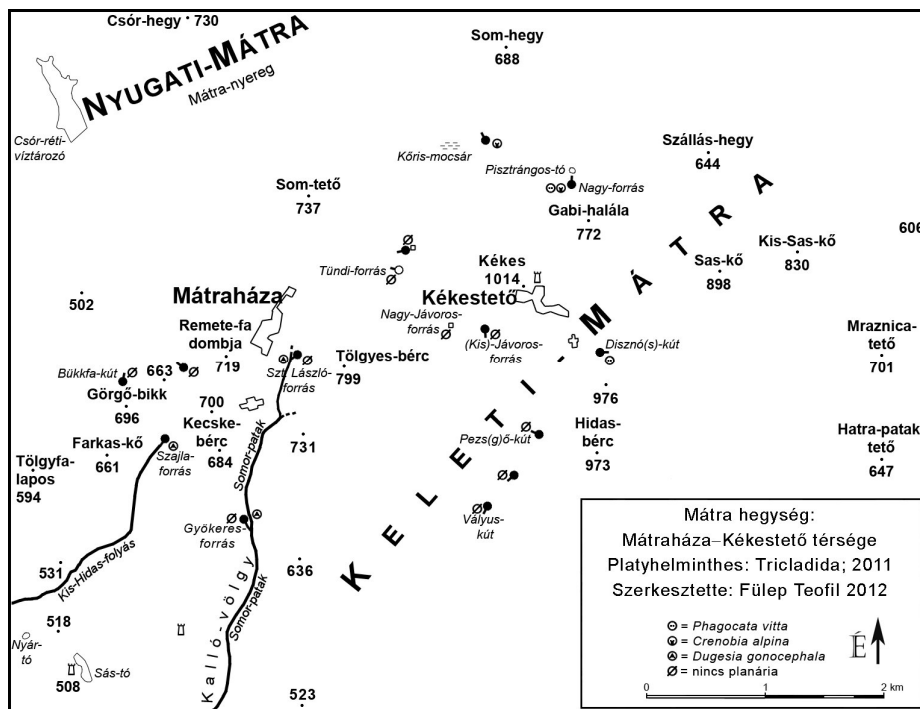 Csór-hegy • 730
NYUGATI-MÁTRA
Mátra-nyereg
Csór-réti-
víztározó
Som-hegy
688
Kőris-mocsár
Pisztrángos-tó
Nagy-forrás
Szállás-hegy
644
Som-tető
737
Gabi-halála
772
606
Kis-Sas-kő
830
Sas-kő
898
Tündi-forrás
Kékes
1014
Kékestető
502
Mátraháza
Remete-fa
dombja
719
Nagy-Jávoros-
forrás
(Kis)-Jávoros-
forrás
KELETI-MÁTRA
Disznó(s)-kút
Mraznica-
tető
701
Bükkfa-kút
663
Szt. László-
forrás
Tölgyes-bérc
799
Görgő-bikk
696
700
976
Kecske-
bérc
684
Farkas-kő
661
Szajla-
forrás
731
Pezs(g)ő-kút
Hidas-
bérc
973
Hatra-patak
tető
647
Tölgyfa-
lapos
594
Somor-patak
Gyökeres-
forrás
Vályus-
kút
531
Kis-Hidas-folyás
636
Kalló-völgy
Somor-patak
518
Nyár-
tó
Sás-tó
508
523
Mátra hegység:
Mátraháza–Kékestető térsége
Platyhelminthes: Tricladida; 2011
Szerkesztette: Fülep Teofil 2012
= Phagocata vitta
= Crenobia alpina
= Dugesia gonocephala
= nincs planária
É
0 1 2 km